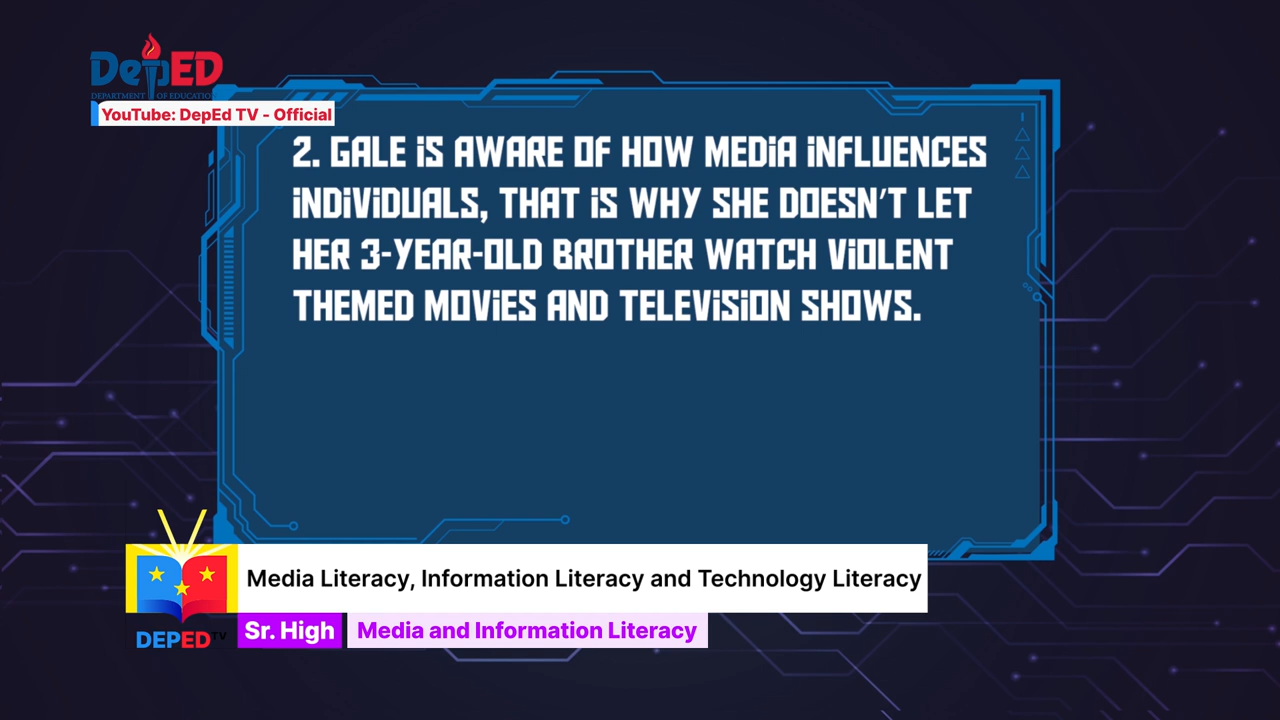 DepED
DEPARTMENT OF EDUCATION
YouTube: DepEd TV - Official
2. GALE iS AWARE OF HOW MEDiA iNFLUENCES
iNDiViDUALS, THAT iS WHY SHE DOESN'T LET
HER 3-YEAR-OLD BROTHER WATCH ViOLENT
THEMED MOViES AND TELEViSiON SHOWS.
Media Literacy, Information Literacy and Technology Literacy
DEPED TV
Sr. High
Media and Information Literacy